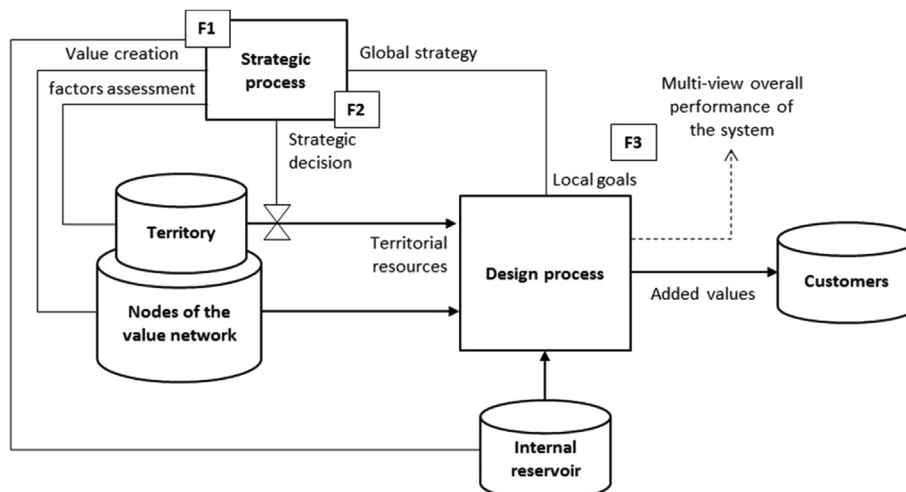 F1
Value creation
factors assessment
Strategic
process
F2
Global strategy
Strategic
decision
Multi-view overall
performance of
the system
F3
Local goals
Territory
Territorial
resources
Nodes of the
value network
Design process
Added values
Customers
Internal
reservoir